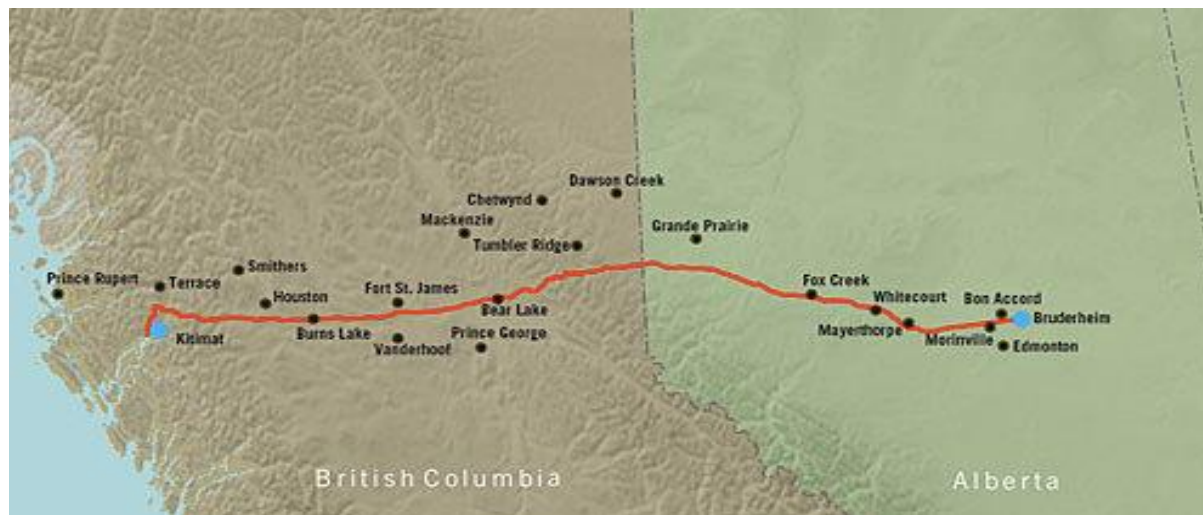 Dawson Creek
Chetwynd
Mackenzie
Grande Prairie
Tumbler Ridge
Smithers
Prince Rupert
Terrace
Fort St. James
Fox Creek
Houston
Bear Lake
Whitecourt
Bon Accord
Bruderheim
Burns Lake
Prince George
Mayerthorpe
Morinville
Kitimat
Vanderhoof
Edmonton
British Columbia
Alberta